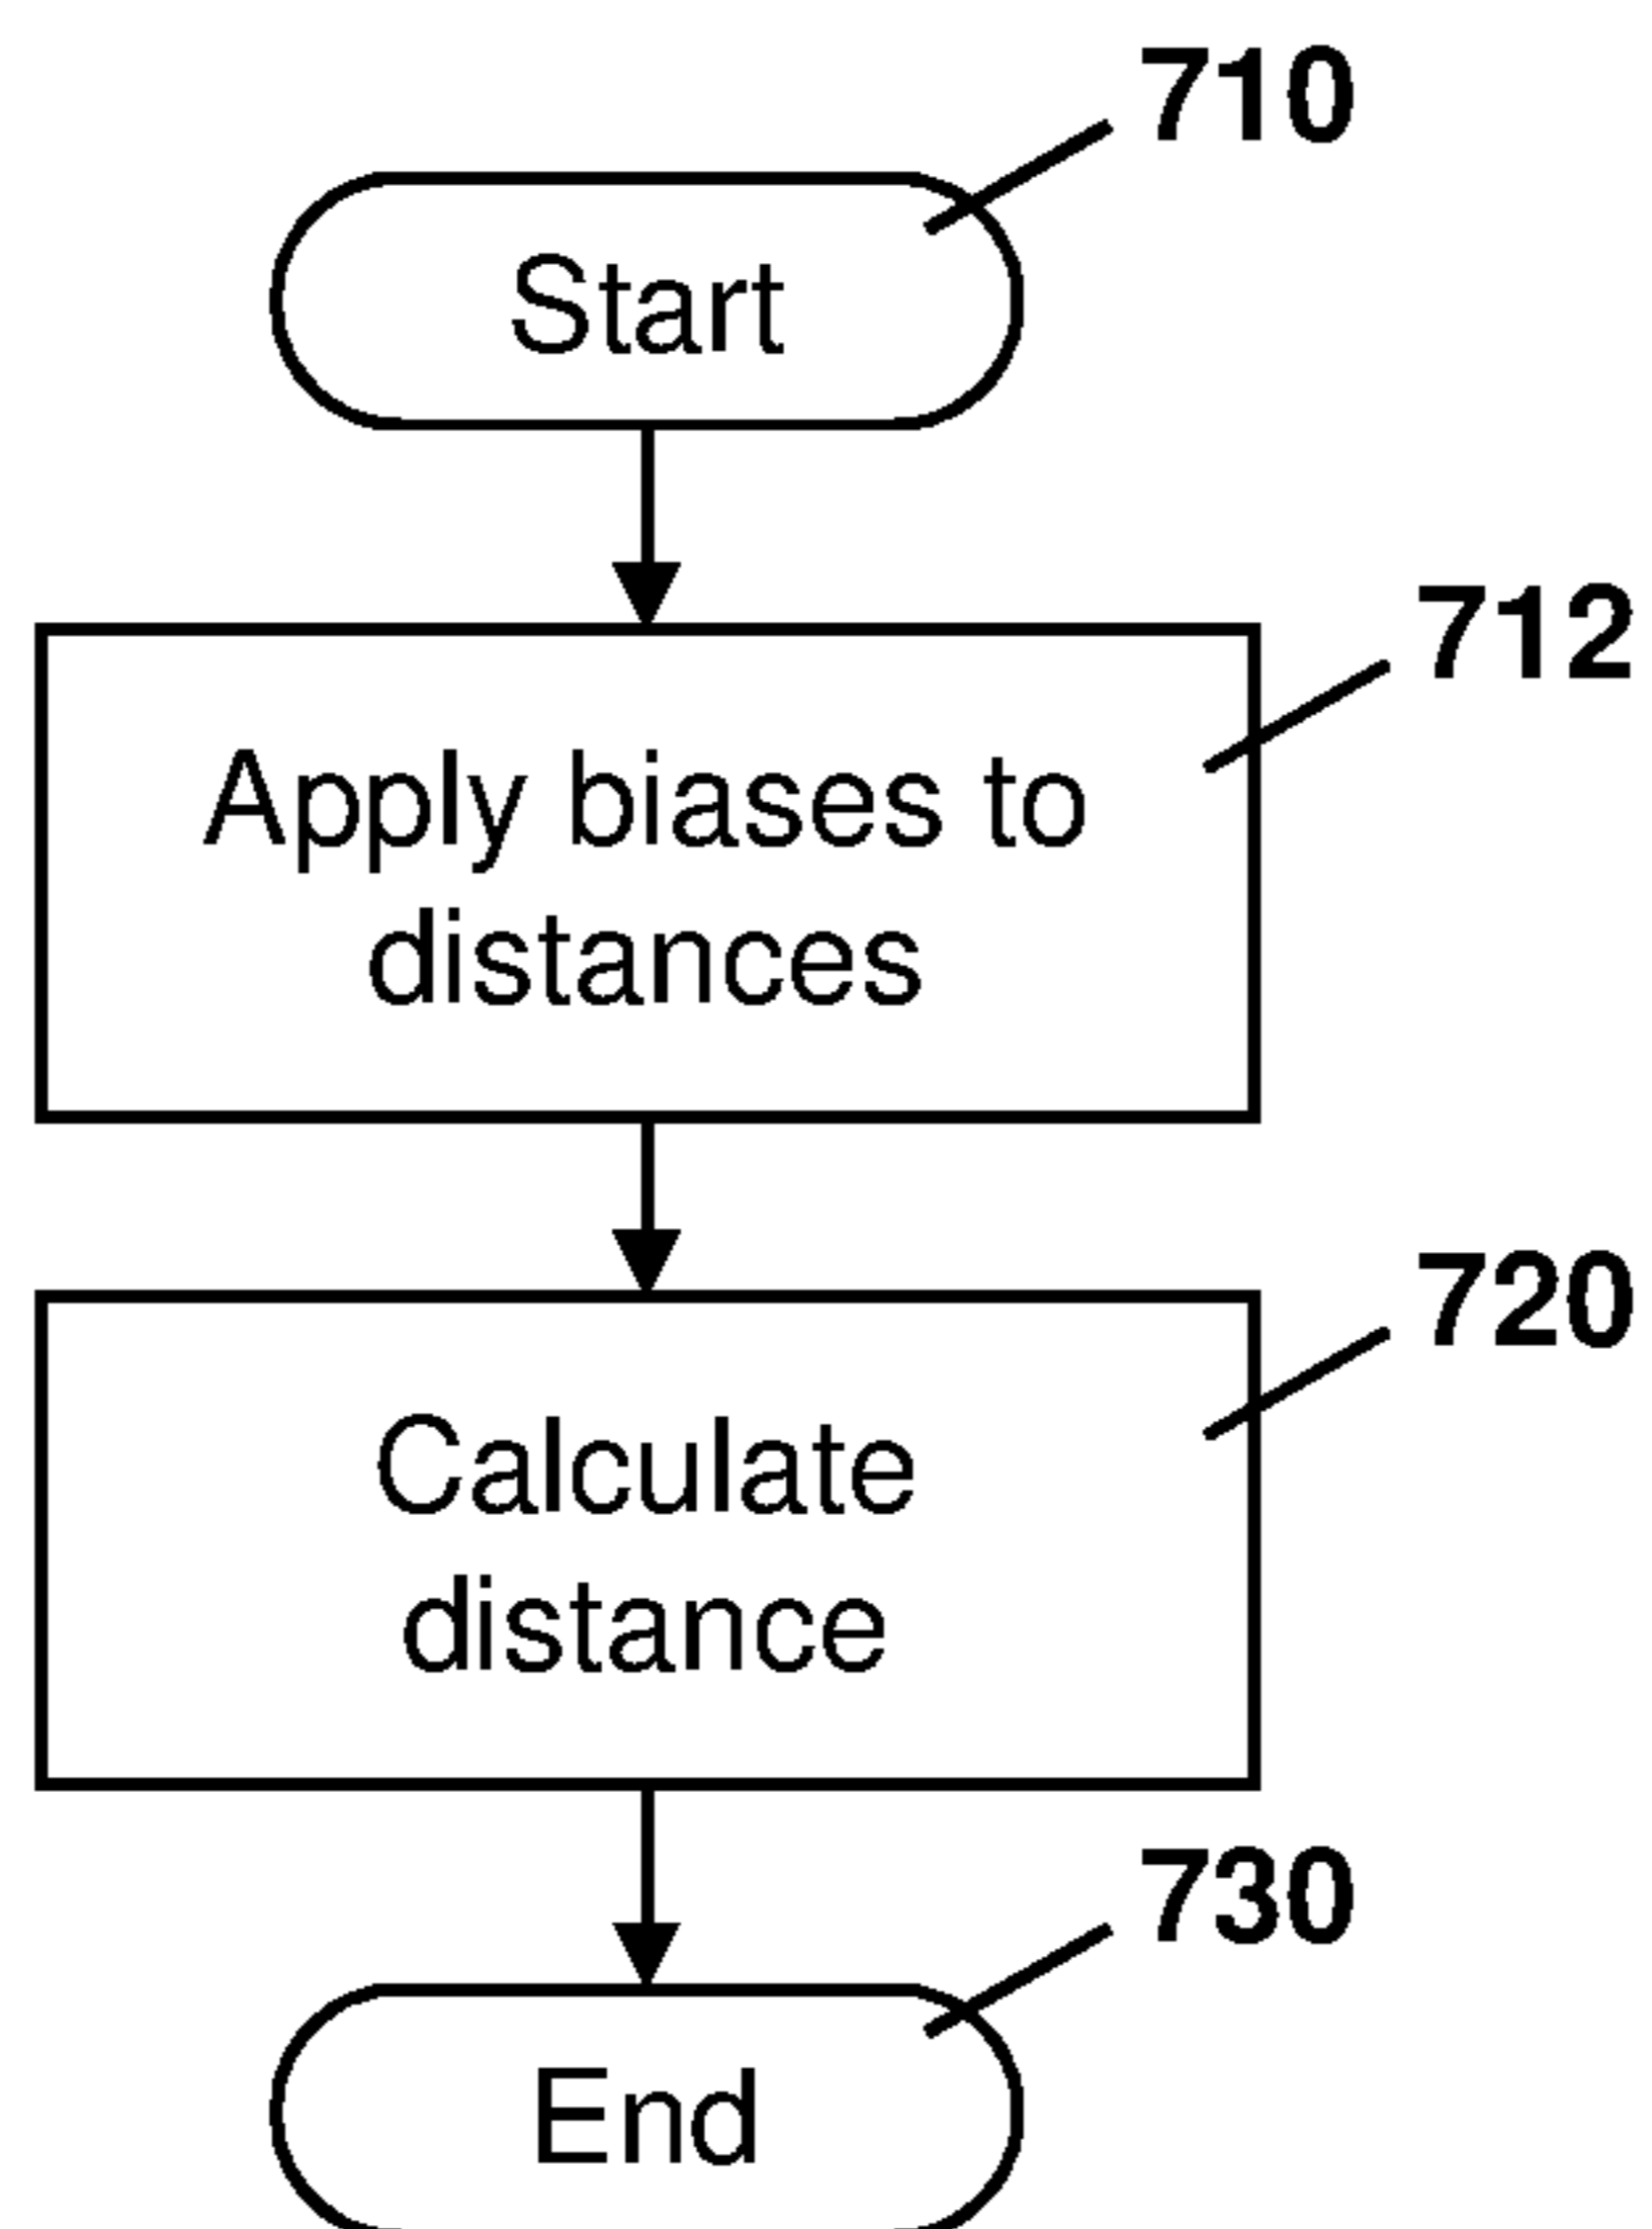 710
Start
712
Apply biases to
distances
720
Calculate
distance
730
End